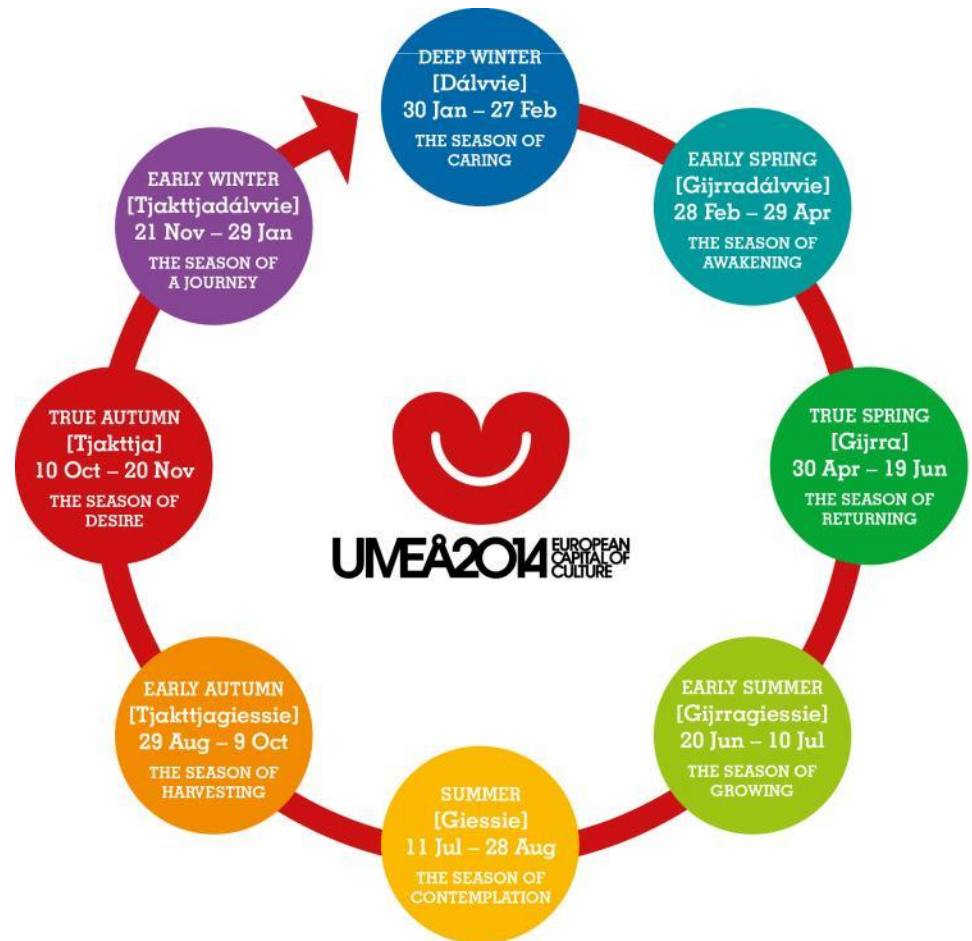 DEEP WINTER
[Dálvvie]
30 Jan – 27 Feb
THE SEASON OF
CARING
EARLY SPRING
[Gijrradálvvie]
28 Feb – 29 Apr
THE SEASON OF
AWAKENING
TRUE SPRING
[Gijrra]
30 Apr – 19 Jun
THE SEASON OF
RETURNING
EARLY SUMMER
[Gijrragiessie]
20 Jun – 10 Jul
THE SEASON OF
GROWING
SUMMER
[Giessie]
11 Jul – 28 Aug
THE SEASON OF
CONTEMPLATION
EARLY AUTUMN
[Tjakttjagiessie]
29 Aug – 9 Oct
THE SEASON OF
HARVESTING
TRUE AUTUMN
[Tjakttja]
10 Oct – 20 Nov
THE SEASON OF
DESIRE
EARLY WINTER
[Tjakttjadálvvie]
21 Nov – 29 Jan
THE SEASON OF
A JOURNEY
UMEÅ2014
EUROPEAN
CAPITAL OF
CULTURE